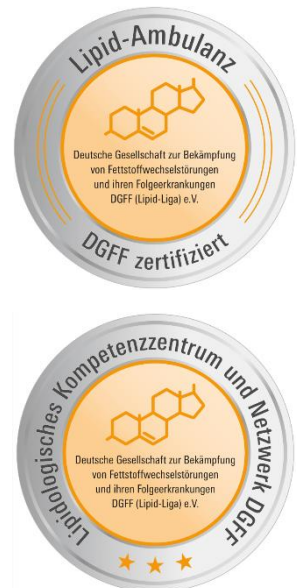 Lipid-Ambulanz
Deutsche Gesellschaft zur Bekämpfung
von Fettstoffwechselstörungen
und ihren Folgeerkrankungen
DGFF (Lipid-Liga) e.V.
DGFF zertifiziert
Lipidologisches Kompetenzzentrum und Netzwerk DGFF
Deutsche Gesellschaft zur Bekämpfung
von Fettstoffwechselstörungen
und ihren Folgeerkrankungen
DGFF (Lipid-Liga) e.V.